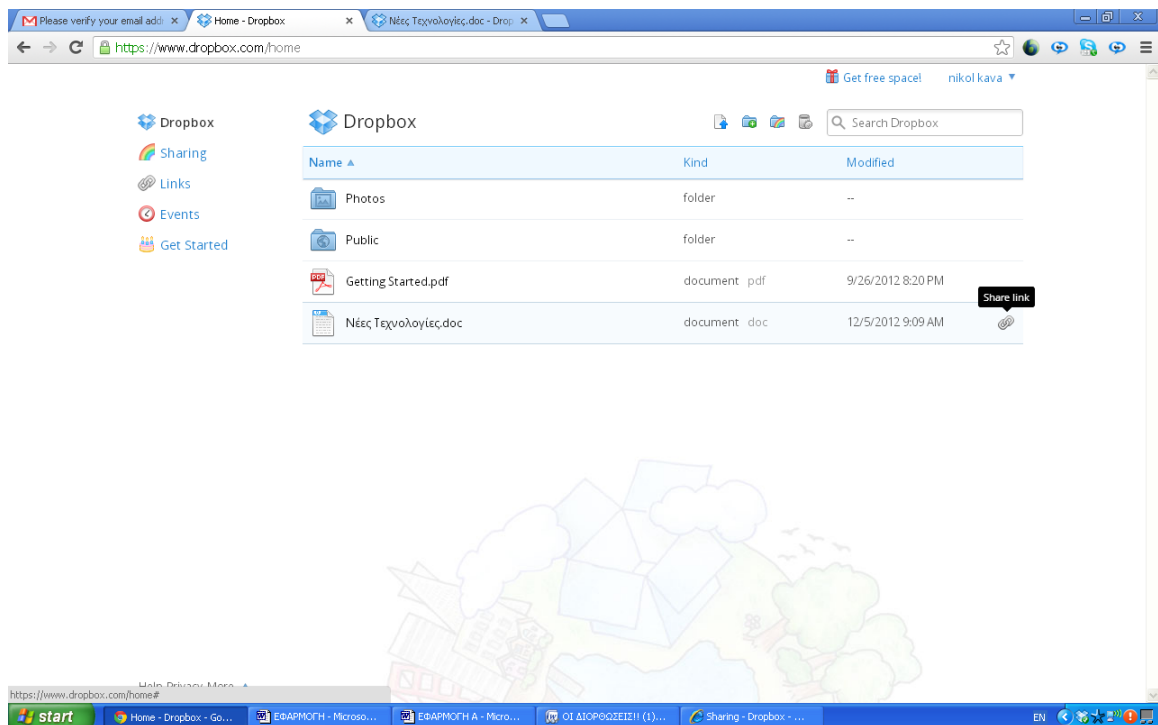 Please verify your email addr
Home - Dropbox
Νέες Τεχνολογίες.doc - Drop
https://www.dropbox.com/home
Get free space!
nikol kava
Dropbox
Sharing
Links
Events
Get Started
Dropbox
Search Dropbox
Name Kind Modified
Photos folder --
Public folder --
Getting Started.pdf document pdf 9/26/2012 8:20 PM
Share link
Νέες Τεχνολογίες.doc document doc 12/5/2012 9:09 AM
Help Privacy More
https://www.dropbox.com/home#
start
Home - Dropbox - Go...
ΕΦΑΡΜΟΓΗ - Microso...
ΕΦΑΡΜΟΓΗ Α - Micro...
ΟΙ ΔΙΟΡΘΩΣΕΙΣ!! (1)...
Sharing - Dropbox - ...
EN